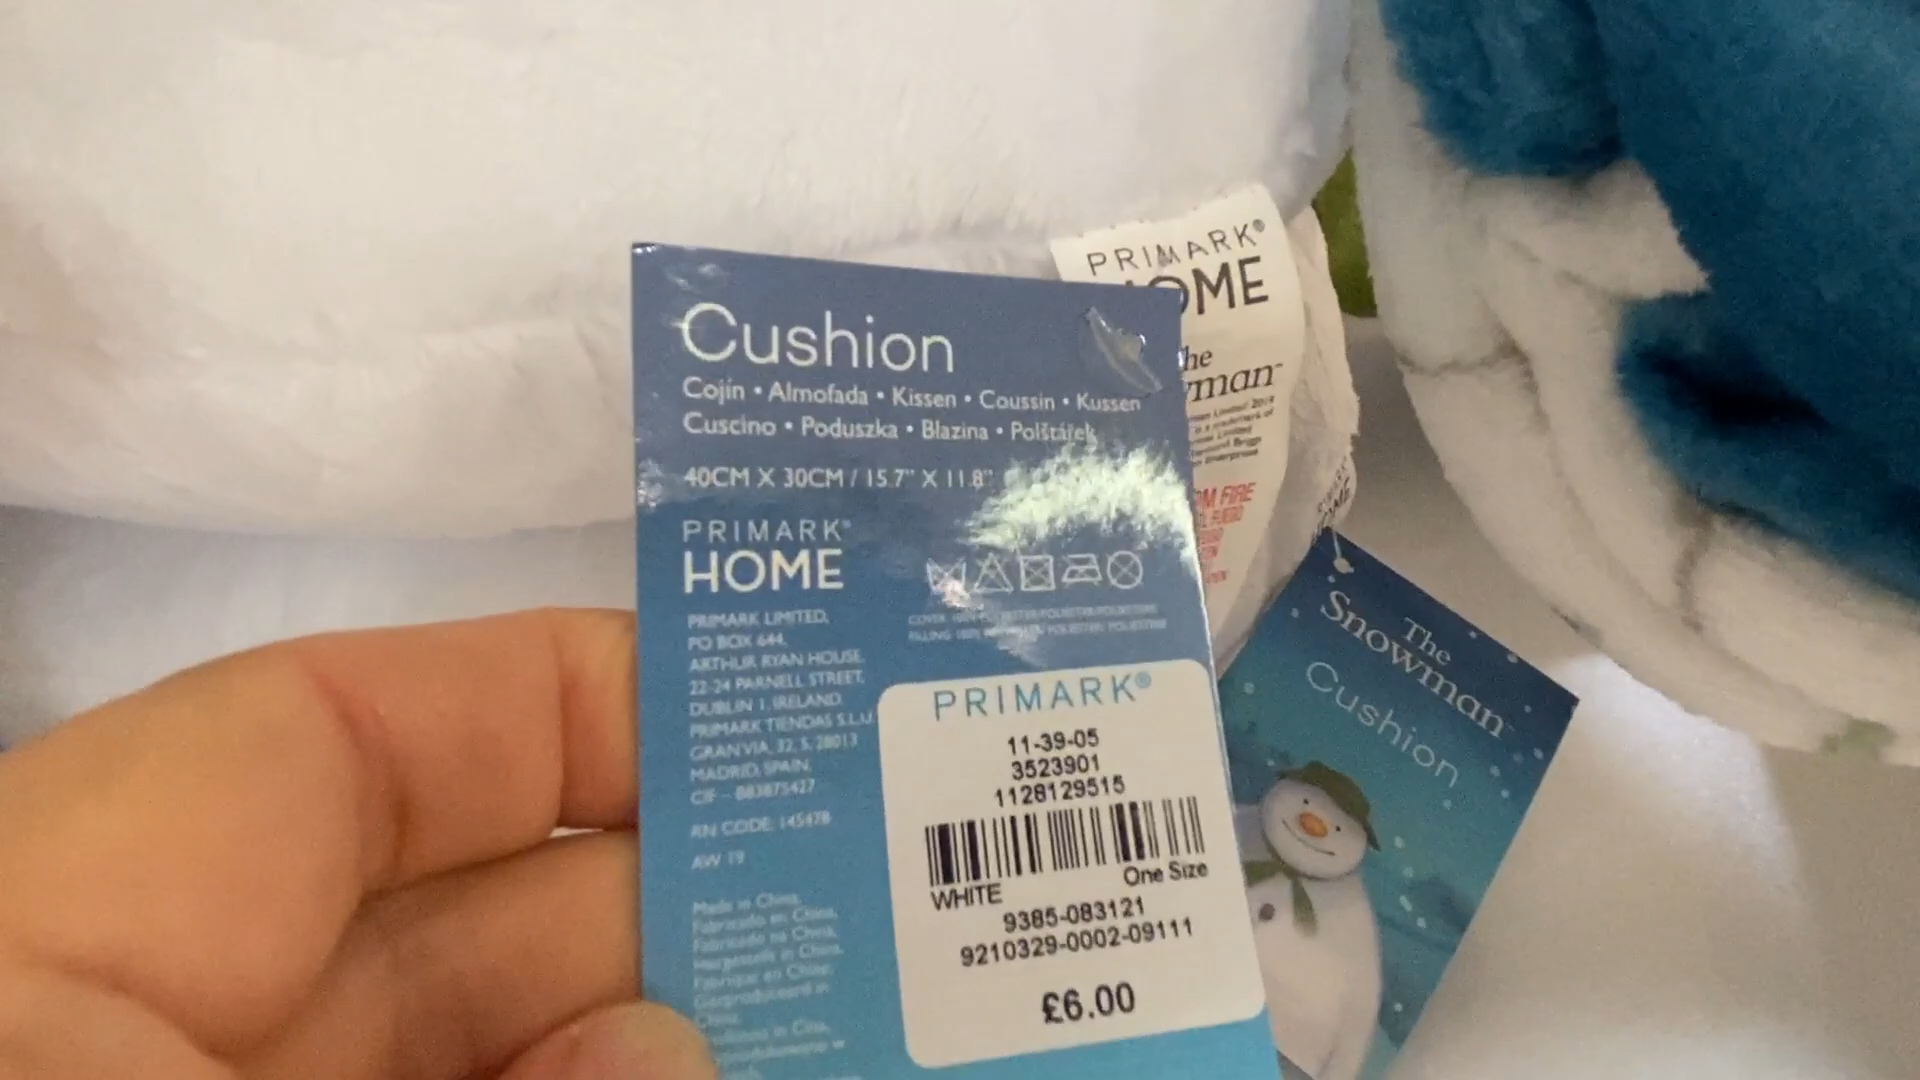 Cushion
Cojín • Almofada • Kissen • Coussin • Kussen
Cuscino • Poduszka • Blazina • Polštářek
40CM X 30CM / 15.7" X 11.8"
PRIMARK®
HOME
PRIMARK LIMITED,
PO BOX 644,
ARTHUR RYAN HOUSE,
22-24 PARNELL STREET,
DUBLIN 1, IRELAND
PRIMARK TIENDAS S.L.U.
GRAN VIA, 32, 5, 28013
MADRID, SPAIN.
CIF - B83875427
RN CODE: 145478
AW 19
Made in China.
Fabricado en China.
Fabricado na China.
Hergestellt in China.
Fabriqué en Chine.
Geproduceerd in
China.
PRIMARK®
11-39-05
3523901
1128129515
WHITE One Size
9385-083121
9210329-0002-09111
£6.00
PRIMARK®
HOME
The
Snowman™
Cushion